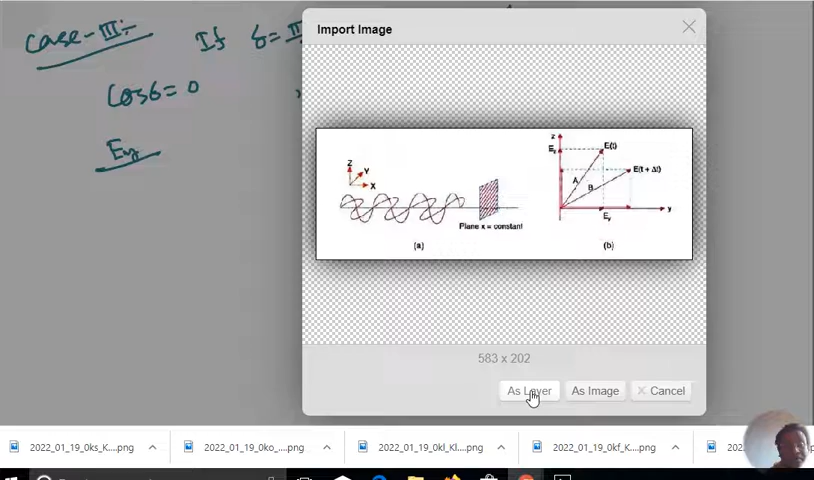 Case-III:- If δ=π
Cosδ=0
Ey
Import Image
Z
Y
X
Plane x = constant
(a)
z
Ez
E(t)
E(t + Δt)
A
B
y
Ey
(b)
583 x 202
As Layer
As Image
Cancel
2022_01_19_0ks_K....png
2022_01_19_0ko_....png
2022_01_19_0kl_Kl....png
2022_01_19_0kf_K....png
202